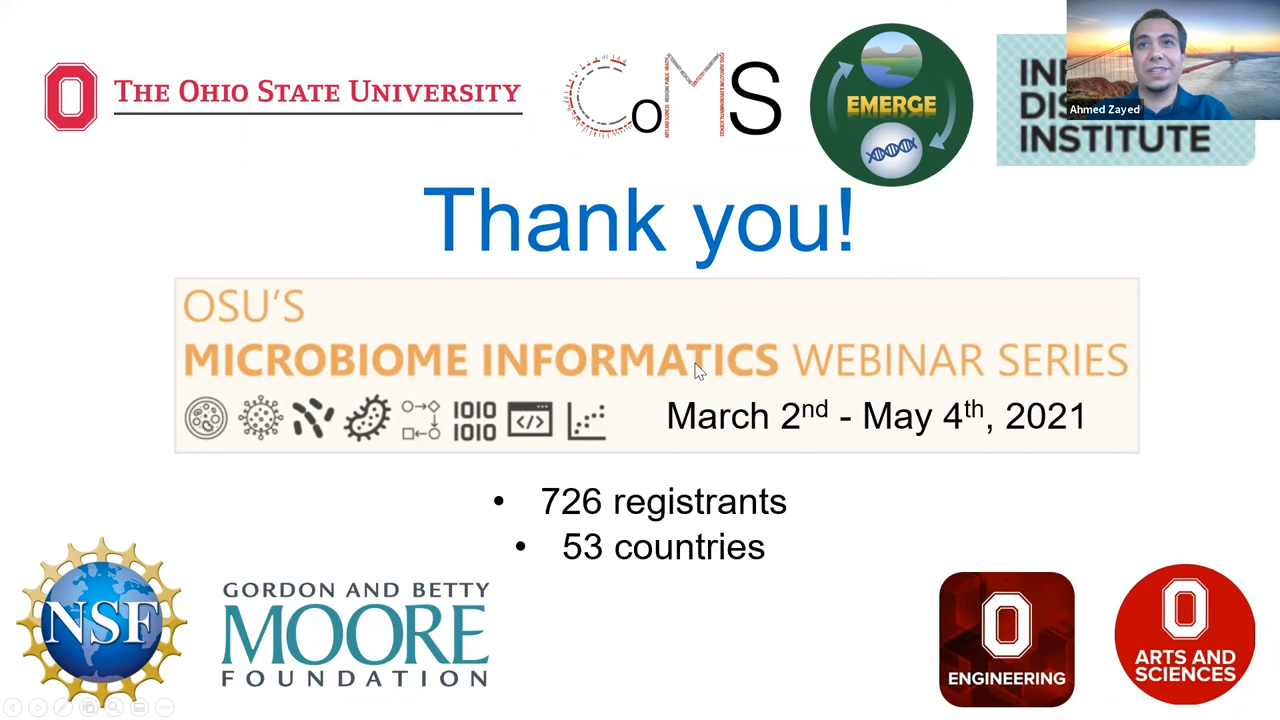 THE OHIO STATE UNIVERSITY
CoMS
EMERGE
INSTITUTE
Ahmed Zayed
Thank you!
OSU'S
MICROBIOME INFORMATICS WEBINAR SERIES
1010
1010
</>
March 2nd - May 4th, 2021
• 726 registrants
• 53 countries
NSF
GORDON AND BETTY
MOORE
FOUNDATION
ENGINEERING
ARTS AND
SCIENCES